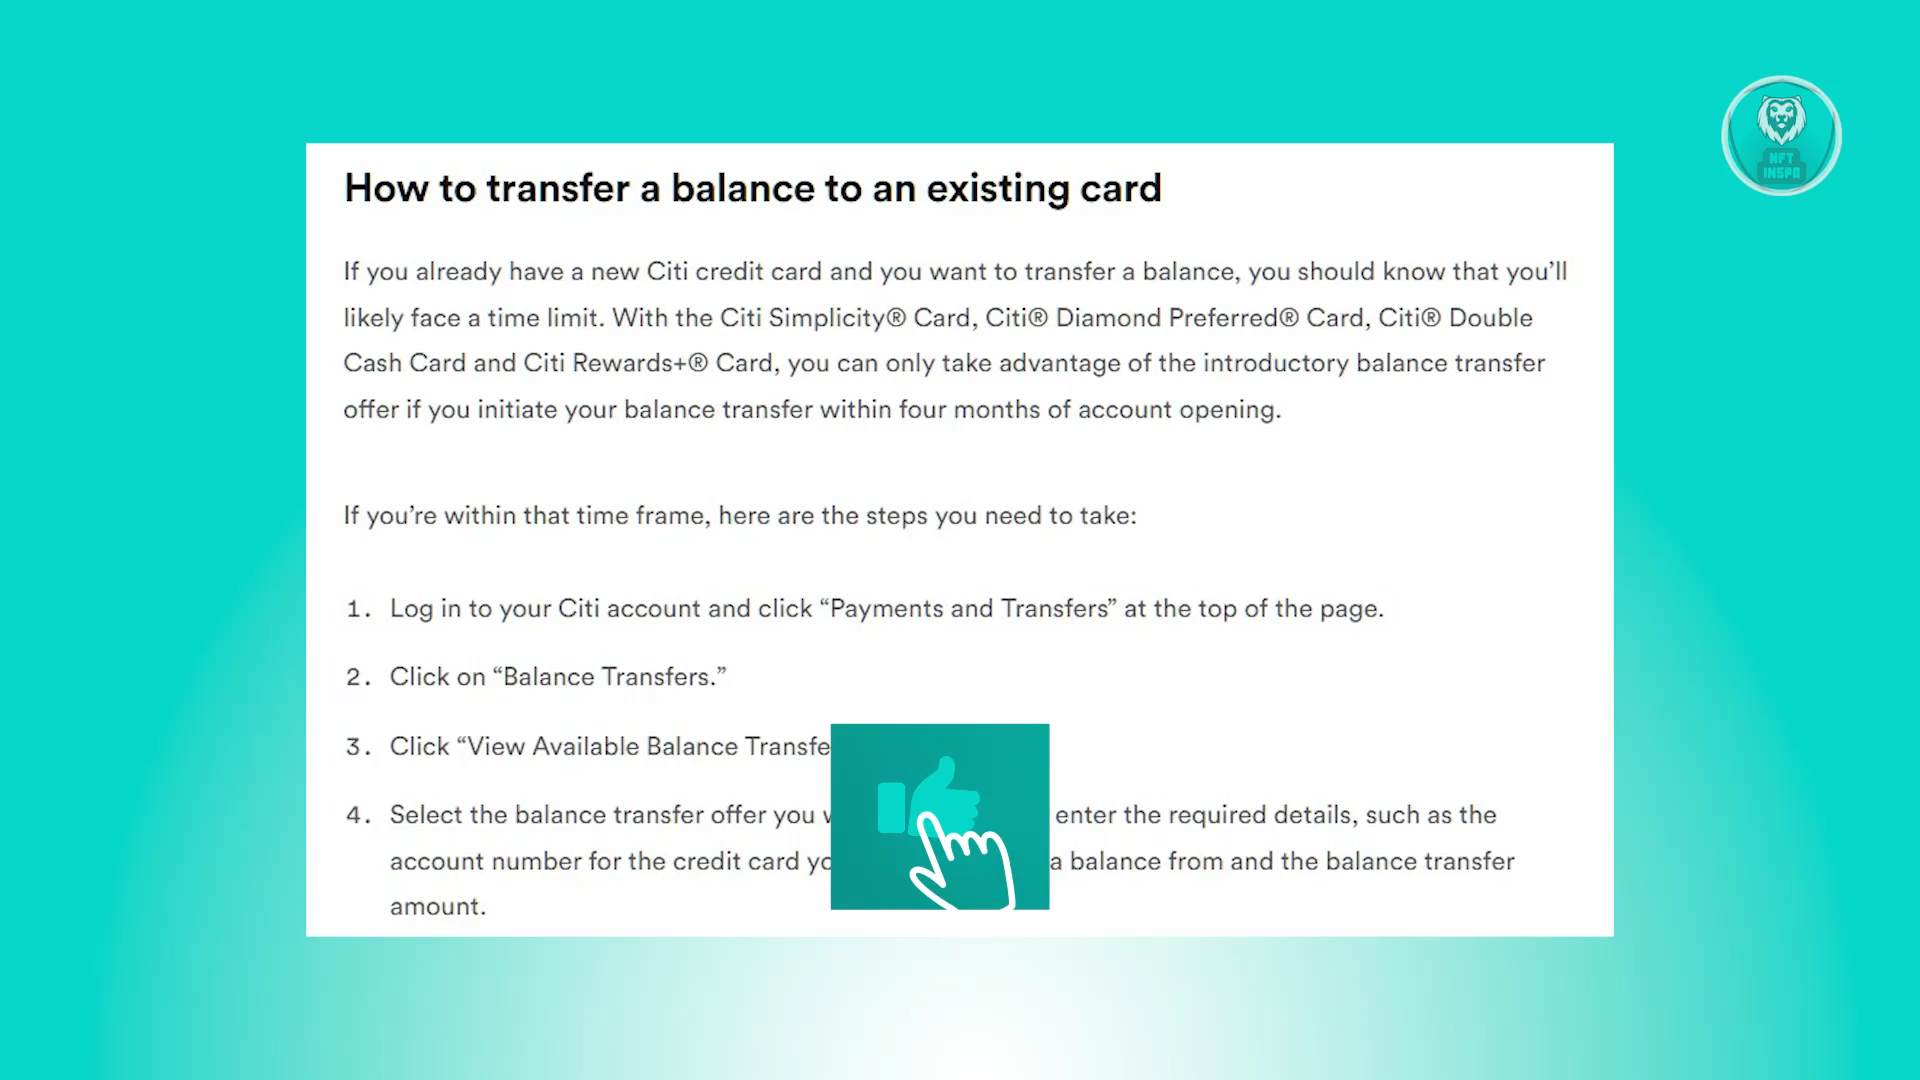 NFT
INSPO
How to transfer a balance to an existing card
If you already have a new Citi credit card and you want to transfer a balance, you should know that you’ll
likely face a time limit. With the Citi Simplicity® Card, Citi® Diamond Preferred® Card, Citi® Double
Cash Card and Citi Rewards+® Card, you can only take advantage of the introductory balance transfer
offer if you initiate your balance transfer within four months of account opening.
If you’re within that time frame, here are the steps you need to take:
1. Log in to your Citi account and click “Payments and Transfers” at the top of the page.
2. Click on “Balance Transfers.”
3. Click “View Available Balance
4. Select the balance transfer offer you enter the required details, such as the
account number for the credit card a balance from and the balance transfer
amount.